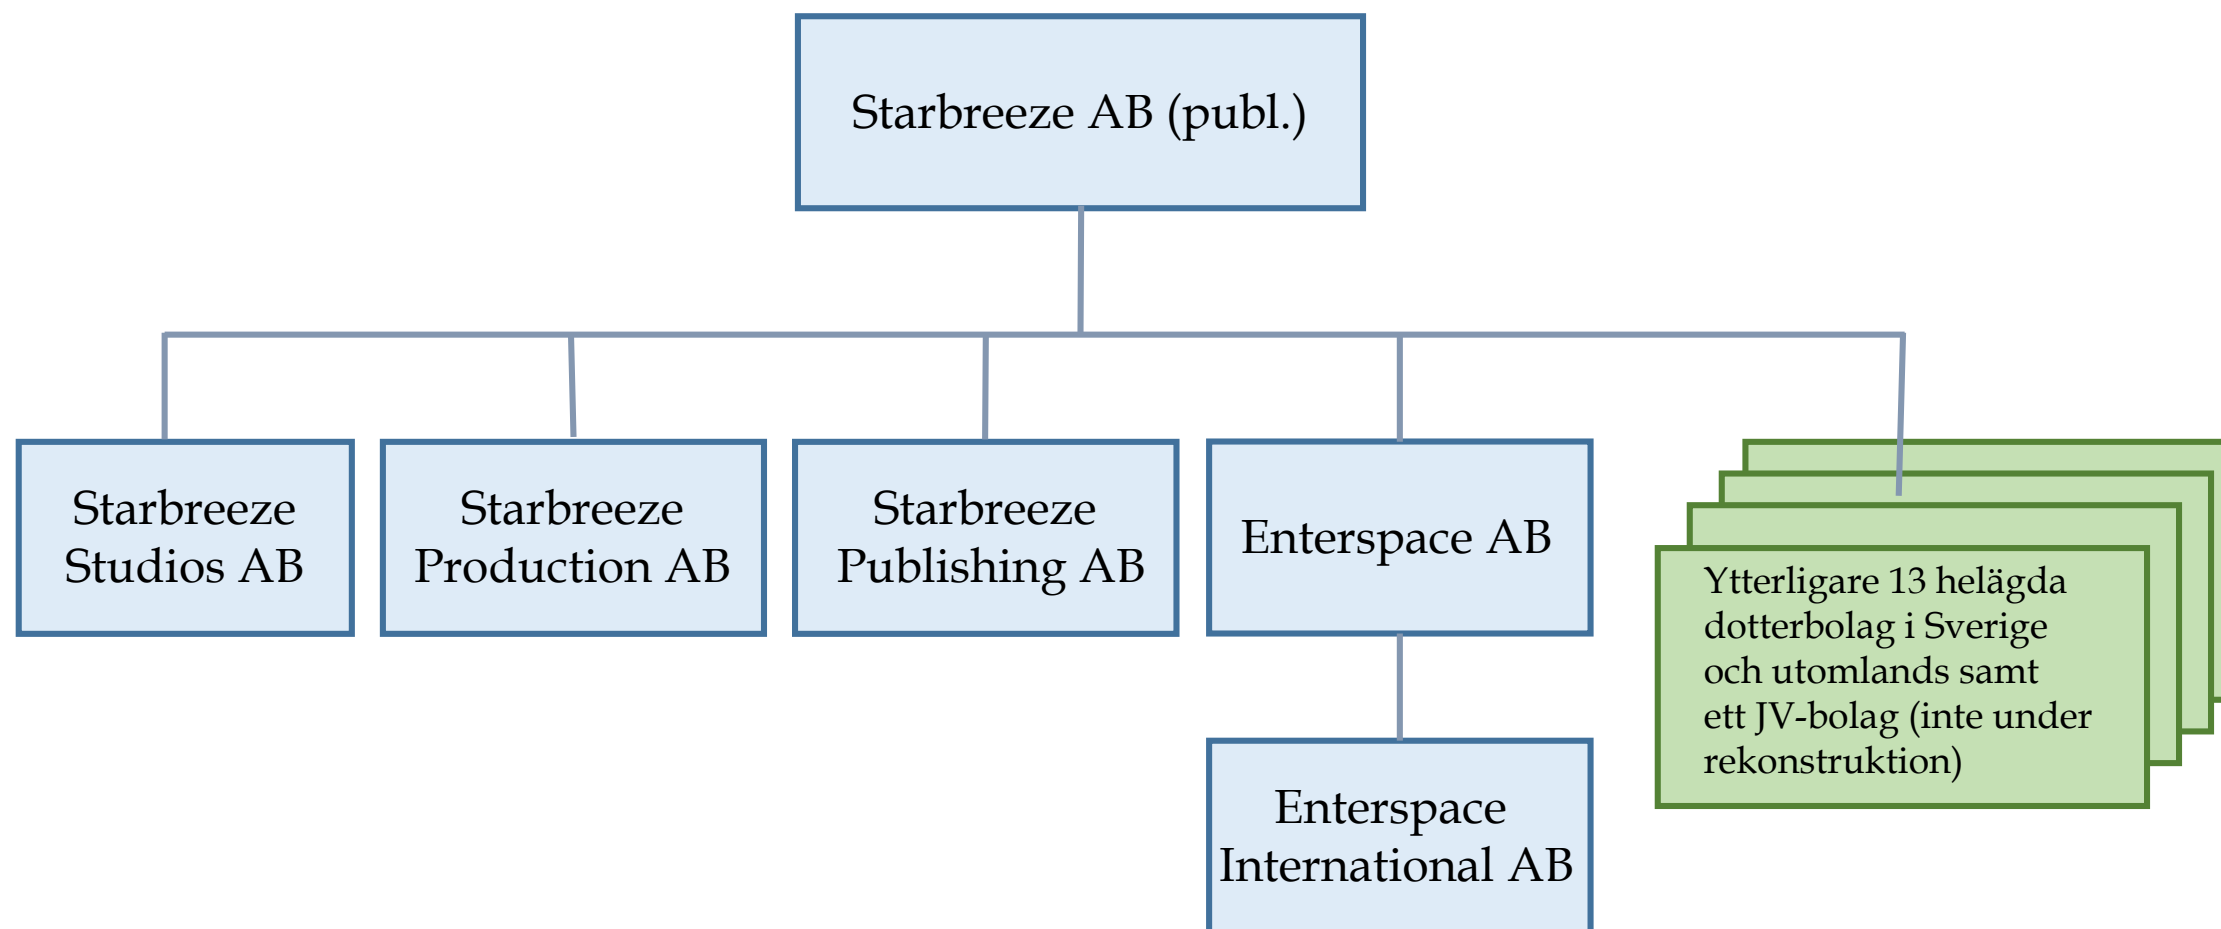 Starbreeze AB (publ.)
Starbreeze
Studios AB
Starbreeze
Production AB
Starbreeze
Publishing AB
Enterspace AB
Ytterligare 13 helägda
dotterbolag i Sverige
och utomlands samt
ett JV-bolag (inte under
rekonstruktion)
Enterspace
International AB